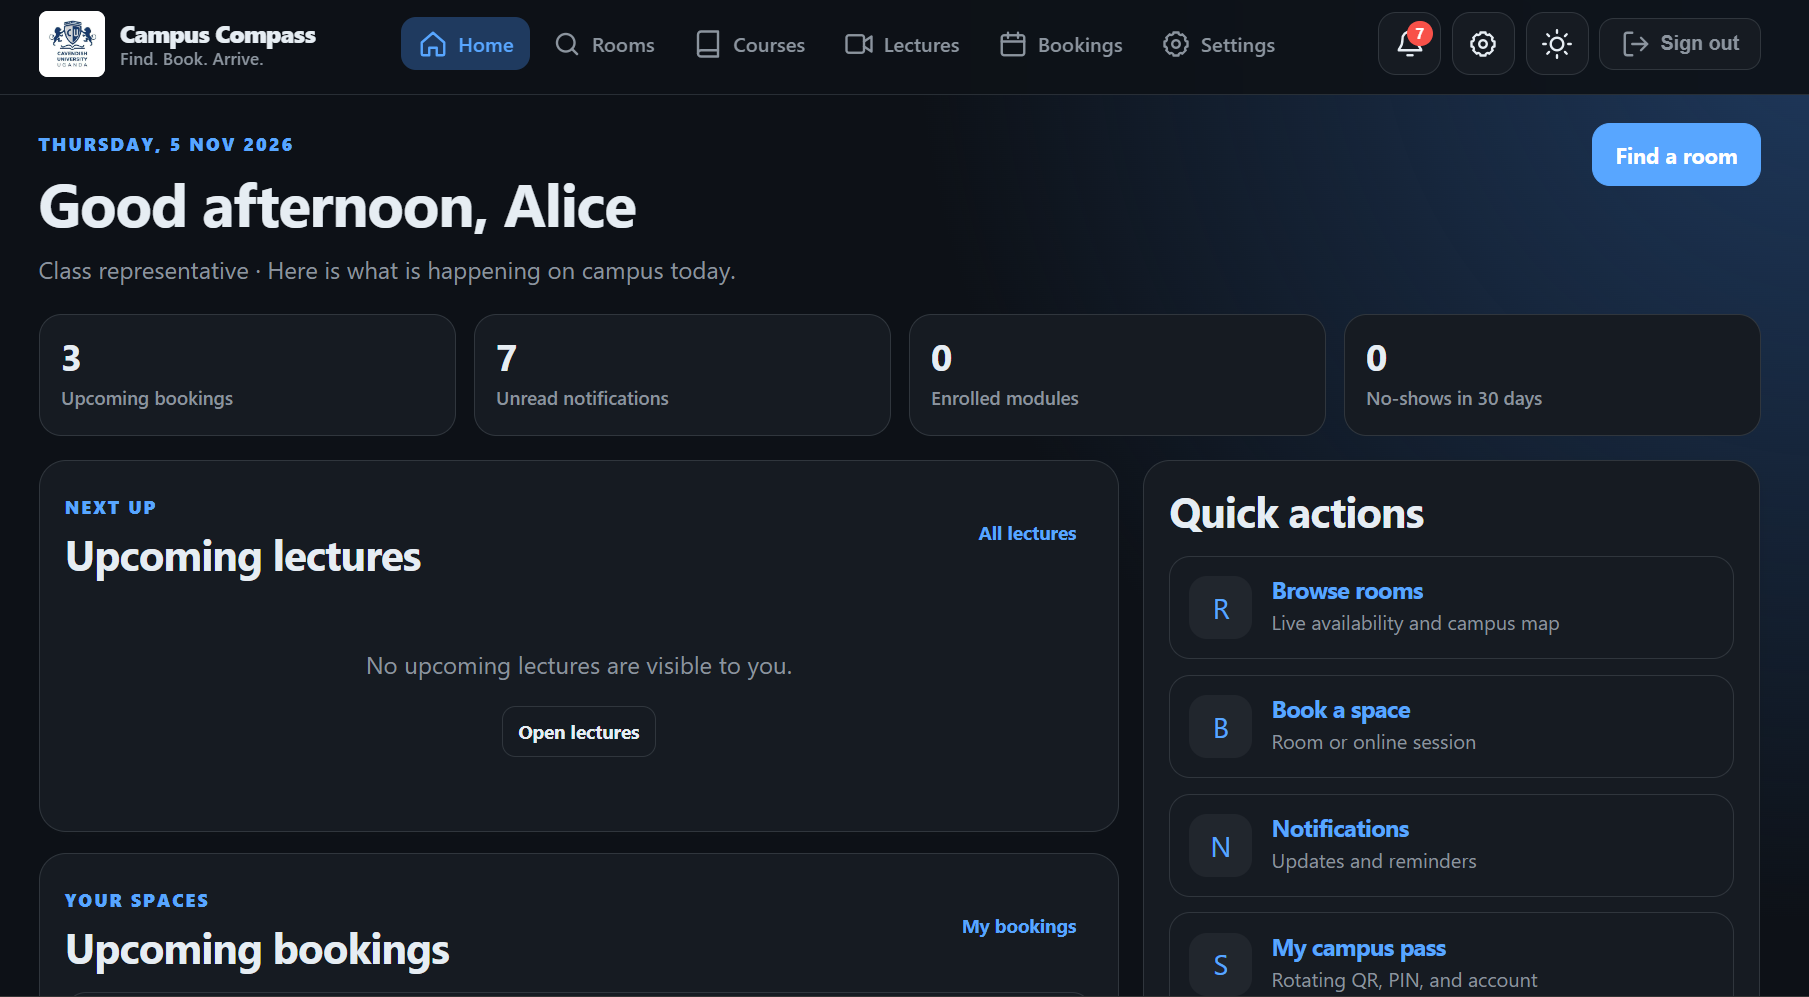 CAVENDISH
UNIVERSITY
UGANDA
Campus Compass
Find. Book. Arrive.
Home
Rooms
Courses
Lectures
Bookings
Settings
7
Sign out
THURSDAY, 5 NOV 2026
Good afternoon, Alice
Class representative · Here is what is happening on campus today.
Find a room
3
Upcoming bookings
7
Unread notifications
0
Enrolled modules
0
No-shows in 30 days
NEXT UP
Upcoming lectures
All lectures
No upcoming lectures are visible to you.
Open lectures
YOUR SPACES
Upcoming bookings
My bookings
Quick actions
R
Browse rooms
Live availability and campus map
B
Book a space
Room or online session
N
Notifications
Updates and reminders
S
My campus pass
Rotating QR, PIN, and account